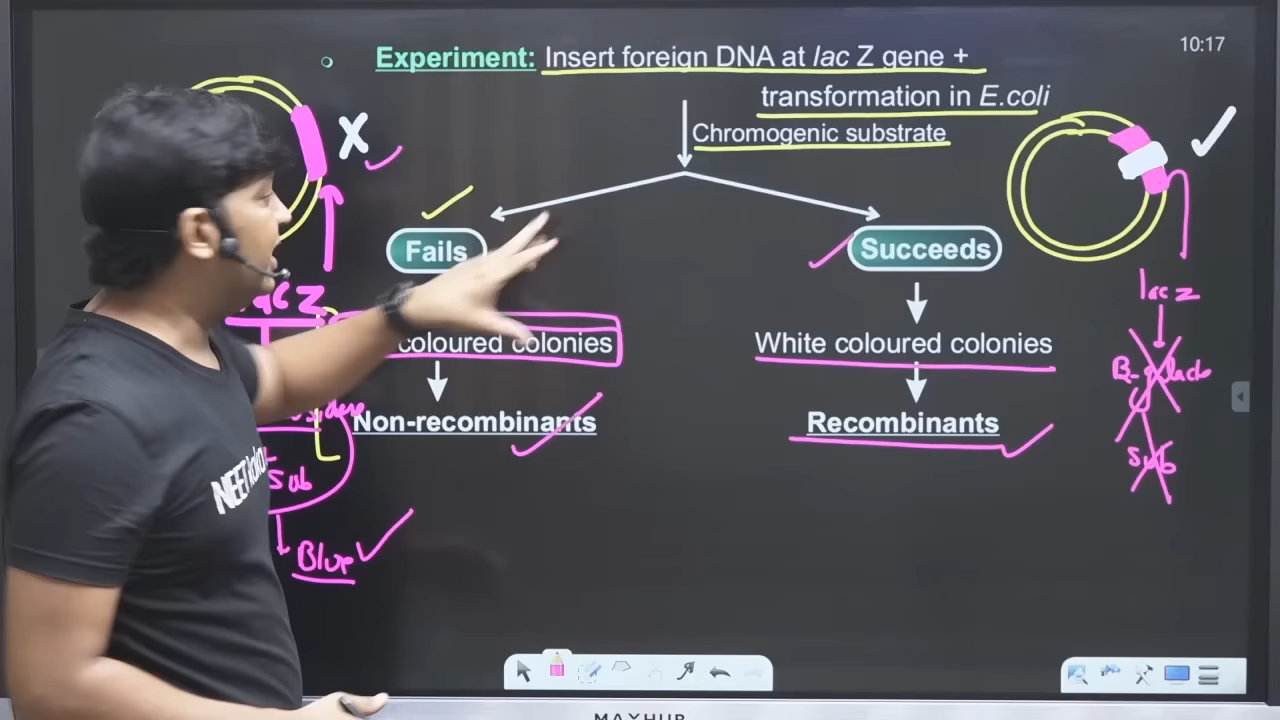 10:17
Experiment: Insert foreign DNA at lac Z gene +
transformation in E.coli
Chromogenic substrate
X
Fails
Succeeds
lac z
coloured colonies
White coloured colonies
Non-recombinants
Recombinants
Sub
Sub
Blue
NEET
MAXHUB